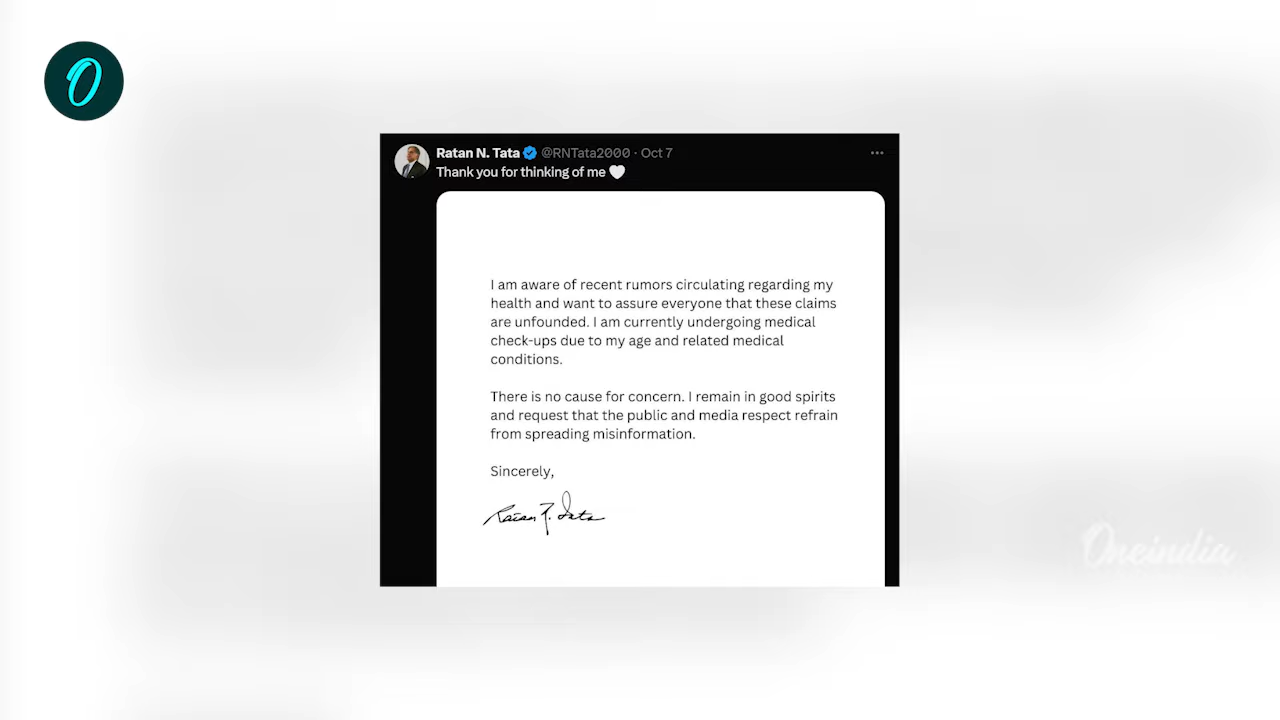 O
Ratan N. Tata @RNTata2000 · Oct 7
Thank you for thinking of me 🤍
I am aware of recent rumors circulating regarding my
health and want to assure everyone that these claims
are unfounded. I am currently undergoing medical
check-ups due to my age and related medical
conditions.
There is no cause for concern. I remain in good spirits
and request that the public and media respect refrain
from spreading misinformation.
Sincerely,
Ratan N. Tata
Oneindia